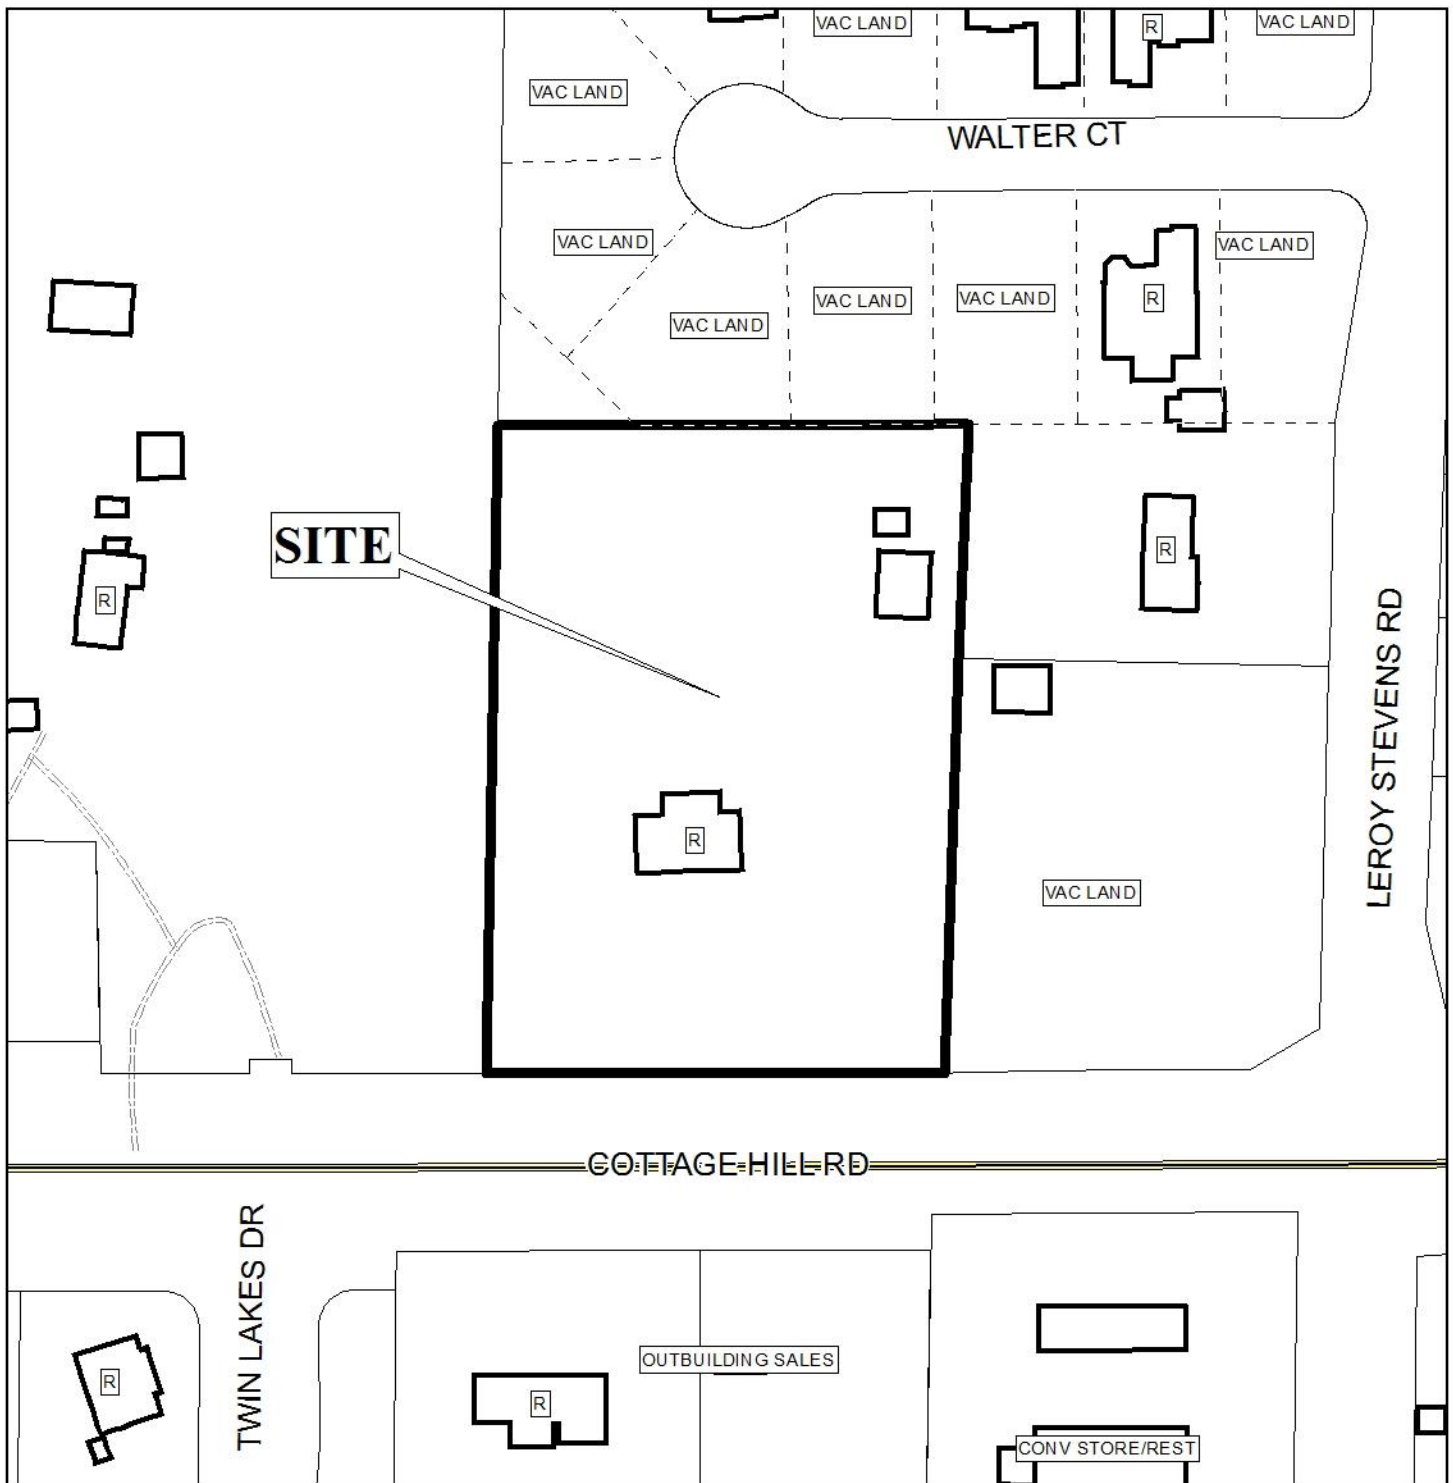 VAC LAND
R
VAC LAND
VAC LAND
WALTER CT
VAC LAND
VAC LAND
VAC LAND
VAC LAND
VAC LAND
R
SITE
R
R
LEROY STEVENS RD
R
VAC LAND
COTTAGE HILL RD
TWIN LAKES DR
OUTBUILDING SALES
R
R
CONV STORE/REST